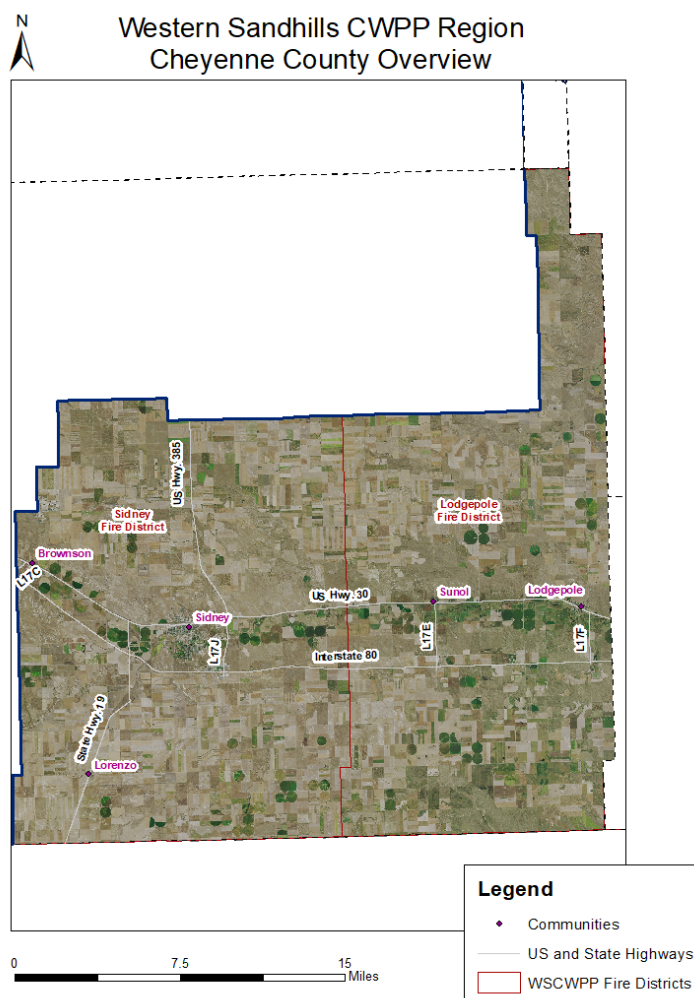 N
Western Sandhills CWPP Region
Cheyenne County Overview
US Hwy. 385
Sidney
Fire District
Lodgepole
Fire District
Brownson
L17C
US Hwy. 30
Sunol
Lodgepole
Sidney
L17J
L17E
L17F
Interstate 80
State Hwy. 19
Lorenzo
Legend
Communities
US and State Highways
WSCWPP Fire Districts
0 7.5 15
Miles